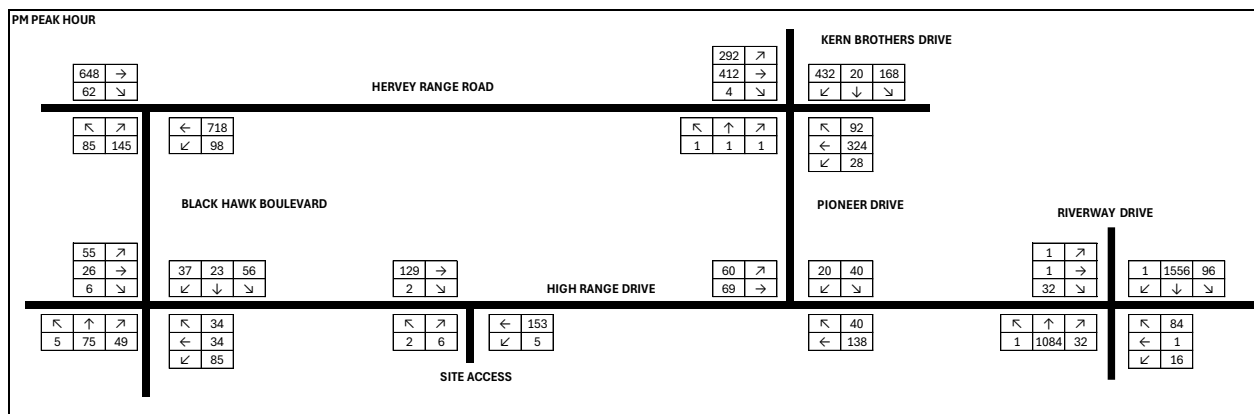 PM PEAK HOUR
KERN BROTHERS DRIVE
292 ↗
648 → 412 → 432 20 168
62 ↘ HERVEY RANGE ROAD 4 ↘ ↙ ↓ ↘
↖ ↗ ← 718 ↖ ↑ ↗ ↖ 92
85 145 ↙ 98 1 1 1 ← 324
↙ 28
BLACK HAWK BOULEVARD PIONEER DRIVE
RIVERWAY DRIVE
55 ↗ 1 ↗
26 → 37 23 56 129 → 60 ↗ 20 40 1 → 1 1556 96
6 ↘ ↙ ↓ ↘ 2 ↘ HIGH RANGE DRIVE 69 → ↙ ↘ 32 ↘ ↙ ↓ ↘
↖ ↑ ↗ ↖ 34 ↖ ↗ ← 153 ↖ 40 ↖ ↑ ↗ ↖ 84
5 75 49 ← 34 2 6 ↙ 5 ← 138 1 1084 32 ← 1
↙ 85 ↙ 16
SITE ACCESS